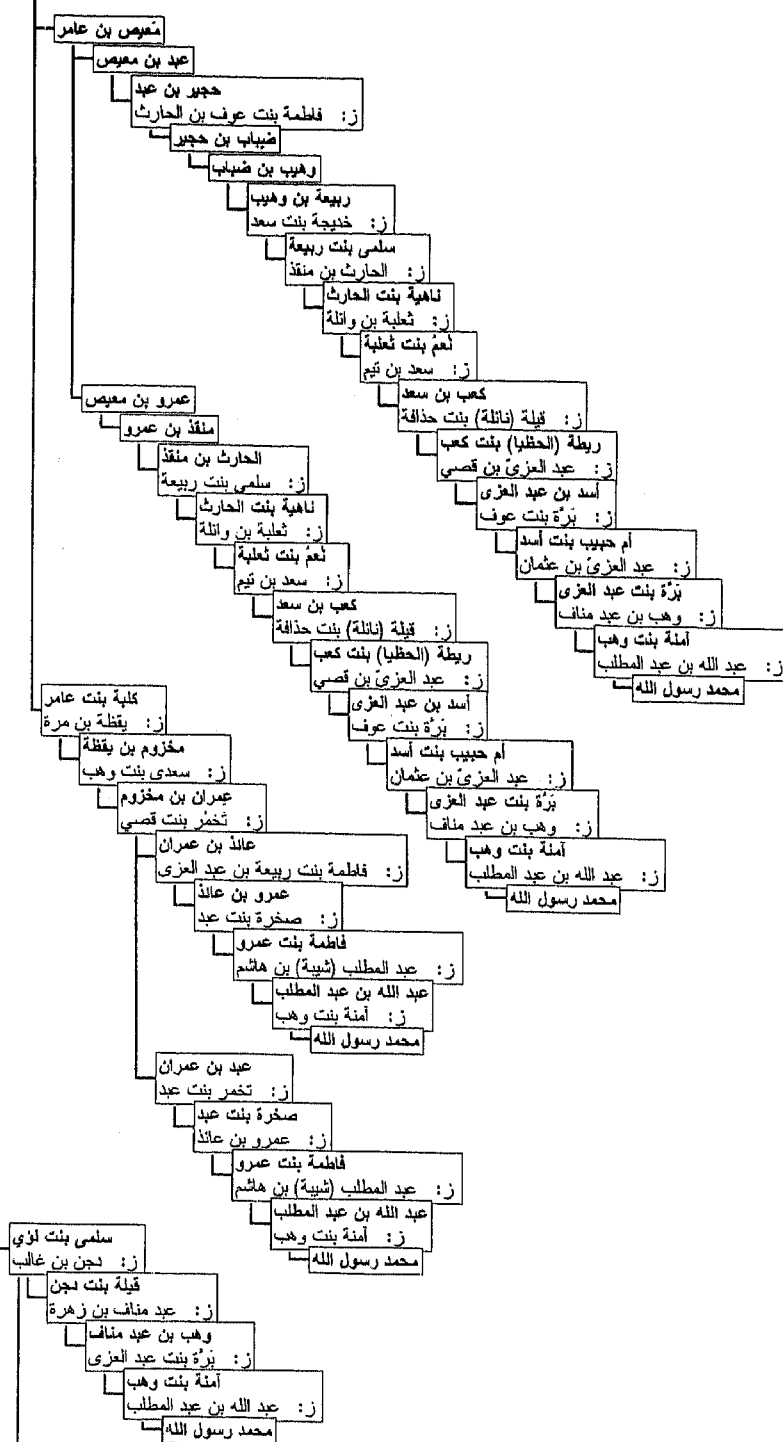 مَعيص بن عامر
عبد بن معيص
حجير بن عبد
ز: فاطمة بنت عوف بن الحارث
ضباب بن حجير
وهيب بن ضباب
ربيعة بن وهيب
ز: خديجة بنت سعد
سلمى بنت ربيعة
ز: الحارث بن منقذ
ناهية بنت الحارث
ز: ثعلبة بن وائلة
نُعمُ بنت ثعلبة
ز: سعد بن تيم
كعب بن سعد
ز: قيلة (نائلة) بنت حذافة
ريطة (الحظيا) بنت كعب
ز: عبد العزىّ بن قصي
أسد بن عبد العزى
ز: بَرَّة بنت عوف
أم حبيب بنت أسد
ز: عبد العزىّ بن عثمان
بَرَّة بنت عبد العزى
ز: وهب بن عبد مناف
آمنة بنت وهب
ز: عبد الله بن عبد المطلب
محمد رسول الله
عمرو بن معيص
منقذ بن عمرو
الحارث بن منقذ
ز: سلمى بنت ربيعة
ناهية بنت الحارث
ز: ثعلبة بن وائلة
نُعمُ بنت ثعلبة
ز: سعد بن تيم
كعب بن سعد
ز: قيلة (نائلة) بنت حذافة
ريطة (الحظيا) بنت كعب
ز: عبد العزىّ بن قصي
أسد بن عبد العزى
ز: بَرَّة بنت عوف
أم حبيب بنت أسد
ز: عبد العزىّ بن عثمان
بَرَّة بنت عبد العزى
ز: وهب بن عبد مناف
آمنة بنت وهب
ز: عبد الله بن عبد المطلب
محمد رسول الله
كلبة بنت عامر
ز: يقظة بن مرة
مخزوم بن يقظة
ز: سعدى بنت وهب
عِمران بن مخزوم
ز: تَخمُر بنت قصي
عائذ بن عمران
ز: فاطمة بنت ربيعة بن عبد العزى
عمرو بن عائذ
ز: صخرة بنت عبد
فاطمة بنت عمرو
ز: عبد المطلب (شيبة) بن هاشم
عبد الله بن عبد المطلب
ز: آمنة بنت وهب
محمد رسول الله
عبد بن عمران
ز: تخمر بنت عبد
صخرة بنت عبد
ز: عمرو بن عائذ
فاطمة بنت عمرو
ز: عبد المطلب (شيبة) بن هاشم
عبد الله بن عبد المطلب
ز: آمنة بنت وهب
محمد رسول الله
سلمى بنت لؤي
ز: دجن بن غالب
قيلة بنت دجن
ز: عبد مناف بن زهرة
وهب بن عبد مناف
ز: بَرَّة بنت عبد العزى
آمنة بنت وهب
ز: عبد الله بن عبد المطلب
محمد رسول الله